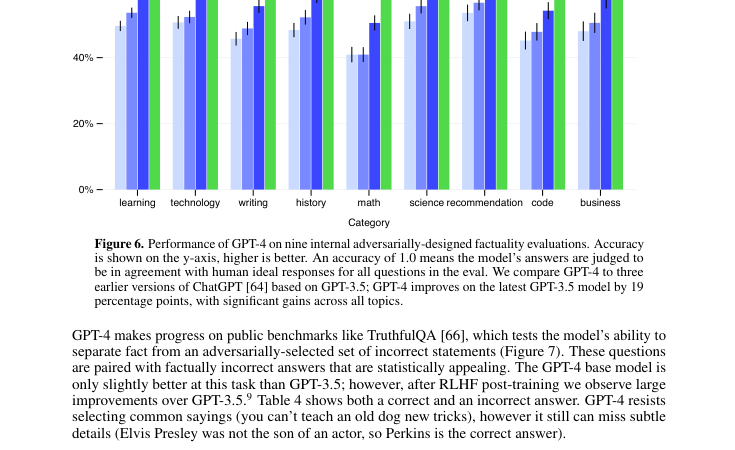 40%
20%
0%
learning technology writing history math science recommendation code business
Category
Figure 6. Performance of GPT-4 on nine internal adversarially-designed factuality evaluations. Accuracy
is shown on the y-axis, higher is better. An accuracy of 1.0 means the model's answers are judged to
be in agreement with human ideal responses for all questions in the eval. We compare GPT-4 to three
earlier versions of ChatGPT [64] based on GPT-3.5; GPT-4 improves on the latest GPT-3.5 model by 19
percentage points, with significant gains across all topics.
GPT-4 makes progress on public benchmarks like TruthfulQA [66], which tests the model's ability to
separate fact from an adversarially-selected set of incorrect statements (Figure 7). These questions
are paired with factually incorrect answers that are statistically appealing. The GPT-4 base model is
only slightly better at this task than GPT-3.5; however, after RLHF post-training we observe large
improvements over GPT-3.5.9 Table 4 shows both a correct and an incorrect answer. GPT-4 resists
selecting common sayings (you can't teach an old dog new tricks), however it still can miss subtle
details (Elvis Presley was not the son of an actor, so Perkins is the correct answer).